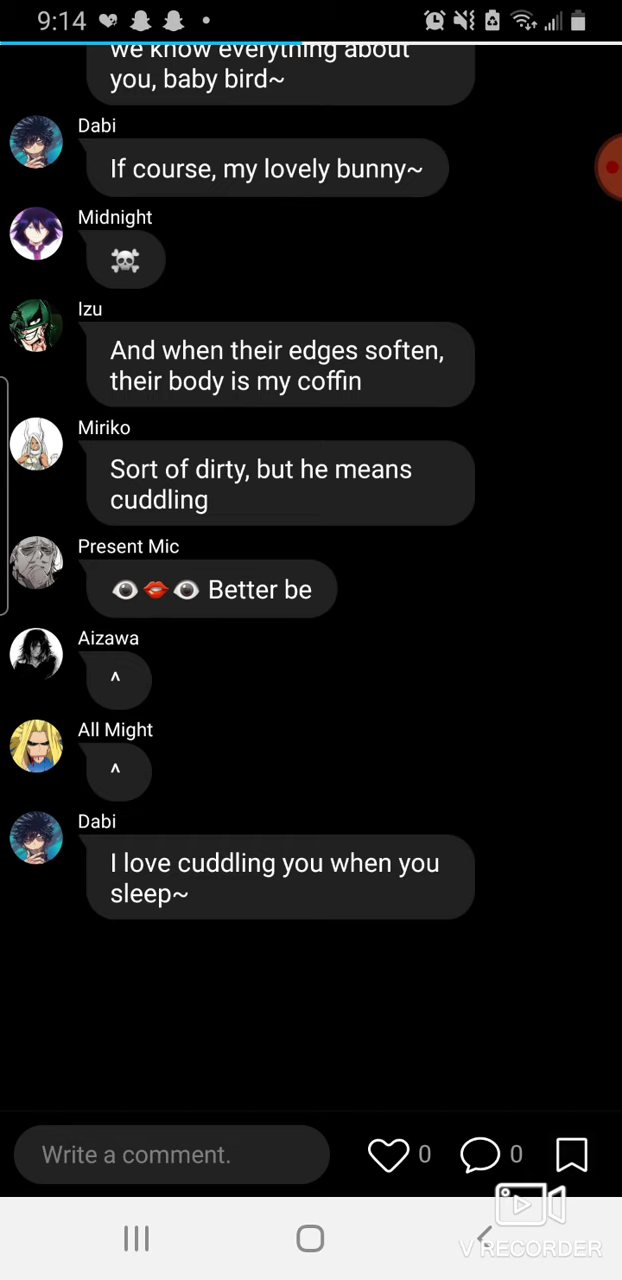 9:14
we know everything about
you, baby bird~
Dabi
If course, my lovely bunny~
Midnight
☠
Izu
And when their edges soften,
their body is my coffin
Miriko
Sort of dirty, but he means
cuddling
Present Mic
👁👄👁 Better be
Aizawa
^
All Might
^
Dabi
I love cuddling you when you
sleep~
Write a comment.
0
0
V RECORDER